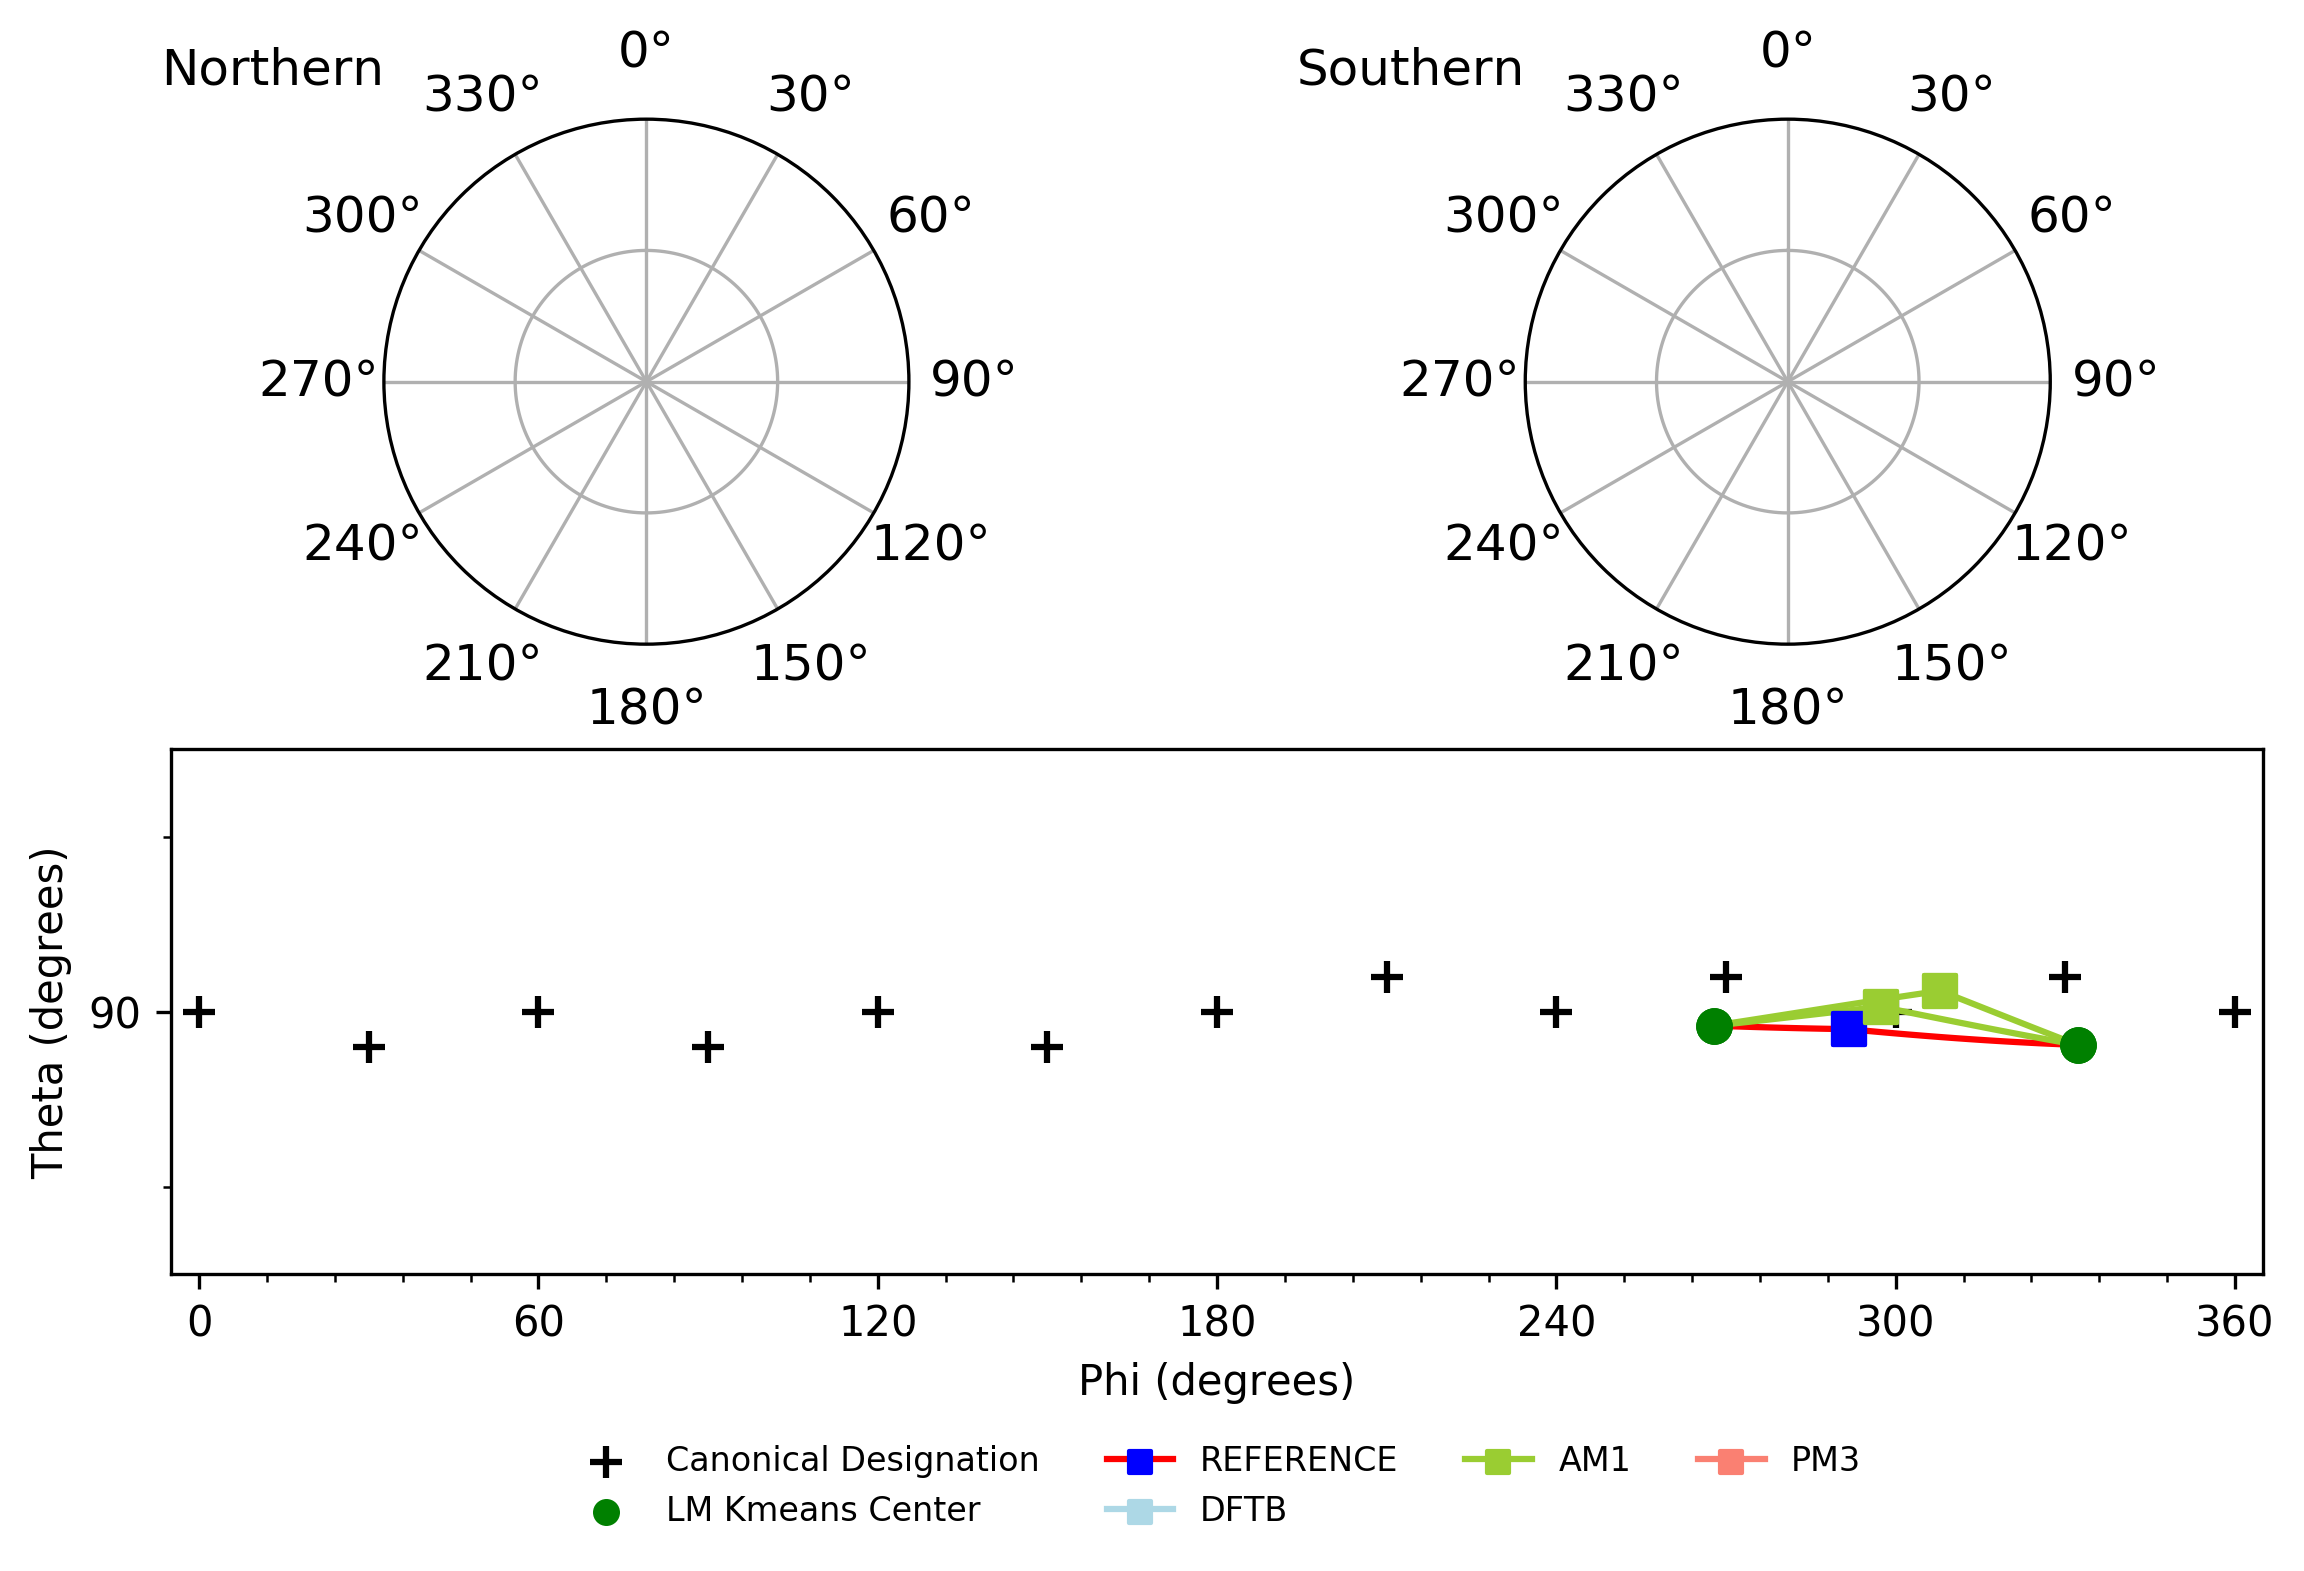 Northern
0°
330°
30°
300°
60°
270°
90°
240°
120°
210°
150°
180°
Southern
0°
330°
30°
300°
60°
270°
90°
240°
120°
210°
150°
180°
Theta (degrees)
90
0 60 120 180 240 300 360
Phi (degrees)
Canonical Designation
LM Kmeans Center
REFERENCE
DFTB
AM1
PM3